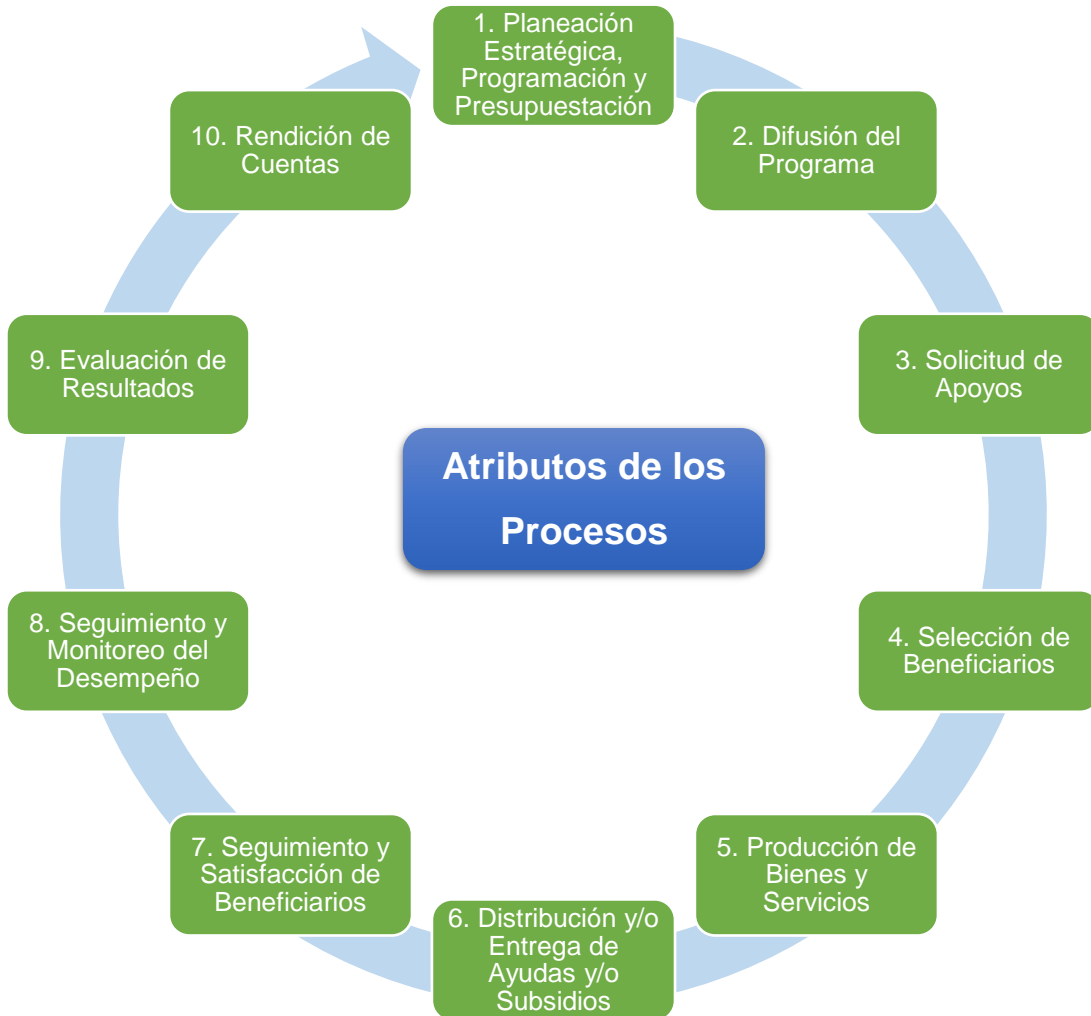 1. Planeación
Estratégica,
Programación y
Presupuestación
2. Difusión del
Programa
3. Solicitud de
Apoyos
4. Selección de
Beneficiarios
5. Producción de
Bienes y
Servicios
6. Distribución y/o
Entrega de
Ayudas y/o
Subsidios
7. Seguimiento y
Satisfacción de
Beneficiarios
8. Seguimiento y
Monitoreo del
Desempeño
9. Evaluación de
Resultados
10. Rendición de
Cuentas
Atributos de los
Procesos